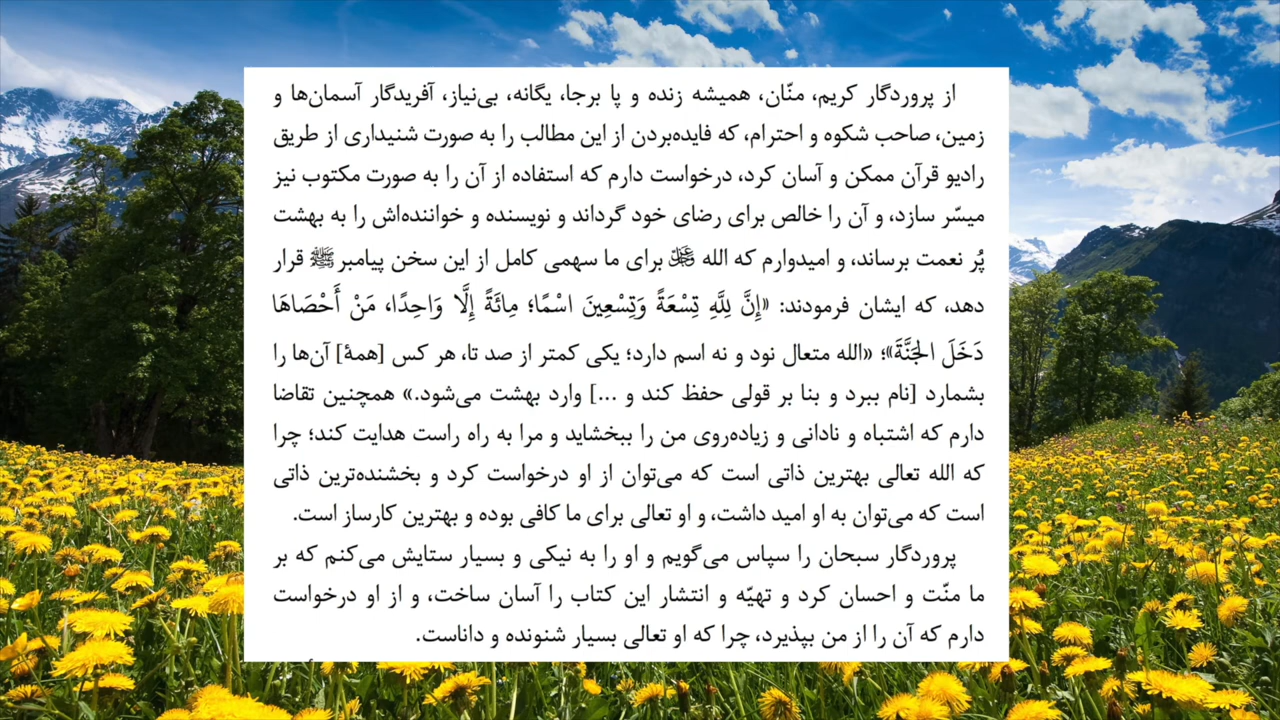 از پروردگار کریم، منّان، همیشه زنده و پا برجا، یگانه، بی‌نیاز، آفریدگار آسمان‌ها و
زمین، صاحب شکوه و احترام، که فایده‌بردن از این مطالب را به صورت شنیداری از طریق
رادیو قرآن ممکن و آسان کرد، درخواست دارم که استفاده از آن را به صورت مکتوب نیز
میسّر سازد، و آن را خالص برای رضای خود گرداند و نویسنده و خواننده‌اش را به بهشت
پُر نعمت برساند، و امیدوارم که الله ﷻ برای ما سهمی کامل از این سخن پیامبر ﷺ قرار
دهد، که ایشان فرمودند: «إِنَّ لِلَّهِ تِسْعَةً وَتِسْعِينَ اسْمًا؛ مِائَةً إِلَّا وَاحِدًا، مَنْ أَحْصَاهَا
دَخَلَ الجَنَّةَ»؛ «الله متعال نود و نه اسم دارد؛ یکی کمتر از صد تا، هر کس [همهٔ] آن‌ها را
بشمارد [نام ببرد و بنا بر قولی حفظ کند و ...] وارد بهشت می‌شود.» همچنین تقاضا
دارم که اشتباه و نادانی و زیاده‌روی من را ببخشاید و مرا به راه راست هدایت کند؛ چرا
که الله تعالی بهترین ذاتی است که می‌توان از او درخواست کرد و بخشنده‌ترین ذاتی
است که می‌توان به او امید داشت، و او تعالی برای ما کافی بوده و بهترین کارساز است.
پروردگار سبحان را سپاس می‌گویم و او را به نیکی و بسیار ستایش می‌کنم که بر
ما منّت و احسان کرد و تهیّه و انتشار این کتاب را آسان ساخت، و از او درخواست
دارم که آن را از من بپذیرد، چرا که او تعالی بسیار شنونده و داناست.